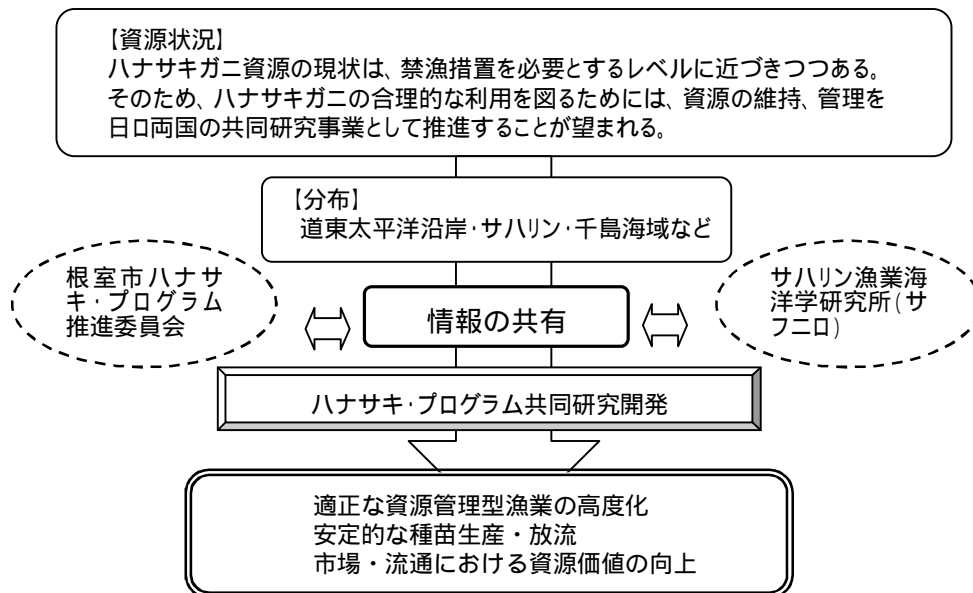 【資源状況】
ハナサキガニ資源の現状は、禁漁措置を必要とするレベルに近づきつつある。
そのため、ハナサキガニの合理的な利用を図るためには、資源の維持、管理を
日ロ両国の共同研究事業として推進することが望まれる。
【分布】
道東太平洋沿岸・サハリン・千島海域など
根室市ハナサ
キ・プログラム
推進委員会
情報の共有
サハリン漁業海
洋学研究所(サ
フニロ)
ハナサキ・プログラム共同研究開発
適正な資源管理型漁業の高度化
安定的な種苗生産・放流
市場・流通における資源価値の向上